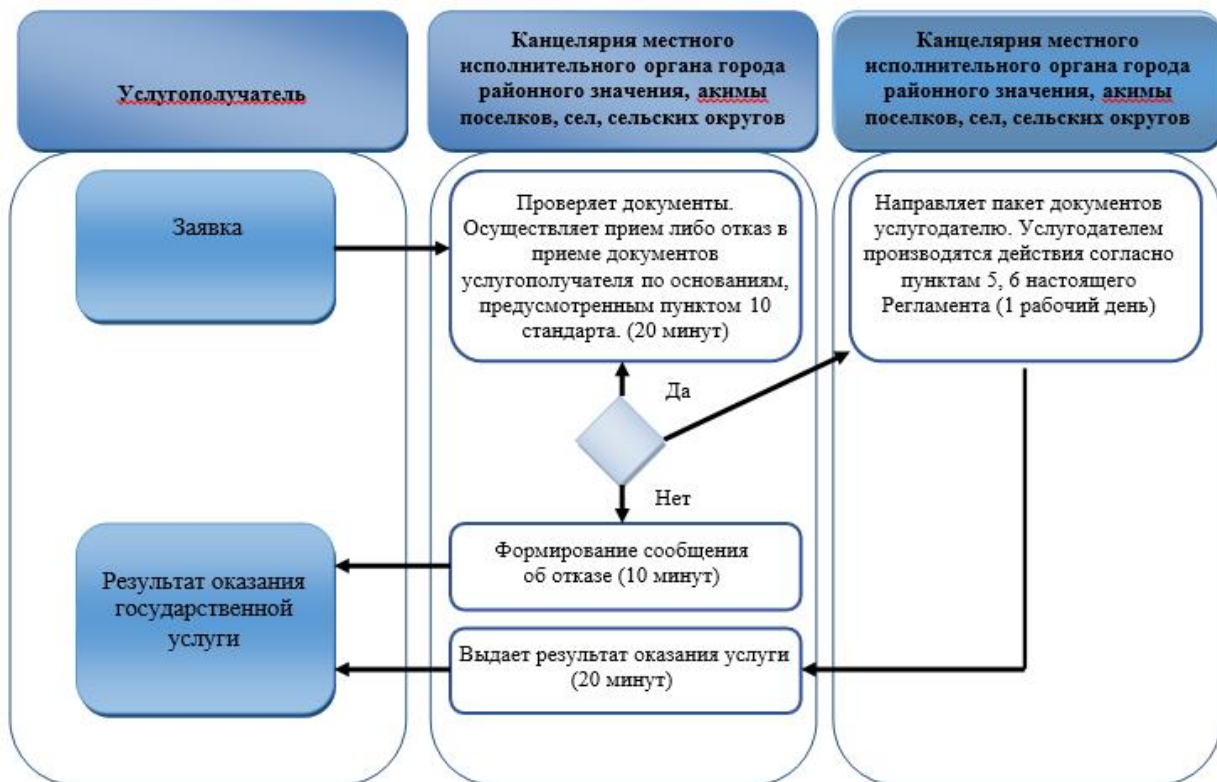 Услугополучатель
Канцелярия местного
исполнительного органа города
районного значения, акимы
поселков, сел, сельских округов
Канцелярия местного
исполнительного органа города
районного значения, акимы
поселков, сел, сельских округов
Заявка
Проверяет документы.
Осуществляет прием либо отказ в
приеме документов
услугополучателя по основаниям,
предусмотренным пунктом 10
стандарта. (20 минут)
Направляет пакет документов
услугодателю. Услугодателем
производятся действия согласно
пунктам 5, 6 настоящего
Регламента (1 рабочий день)
Да
Нет
Формирование сообщения
об отказе (10 минут)
Результат оказания
государственной
услуги
Выдает результат оказания услуги
(20 минут)